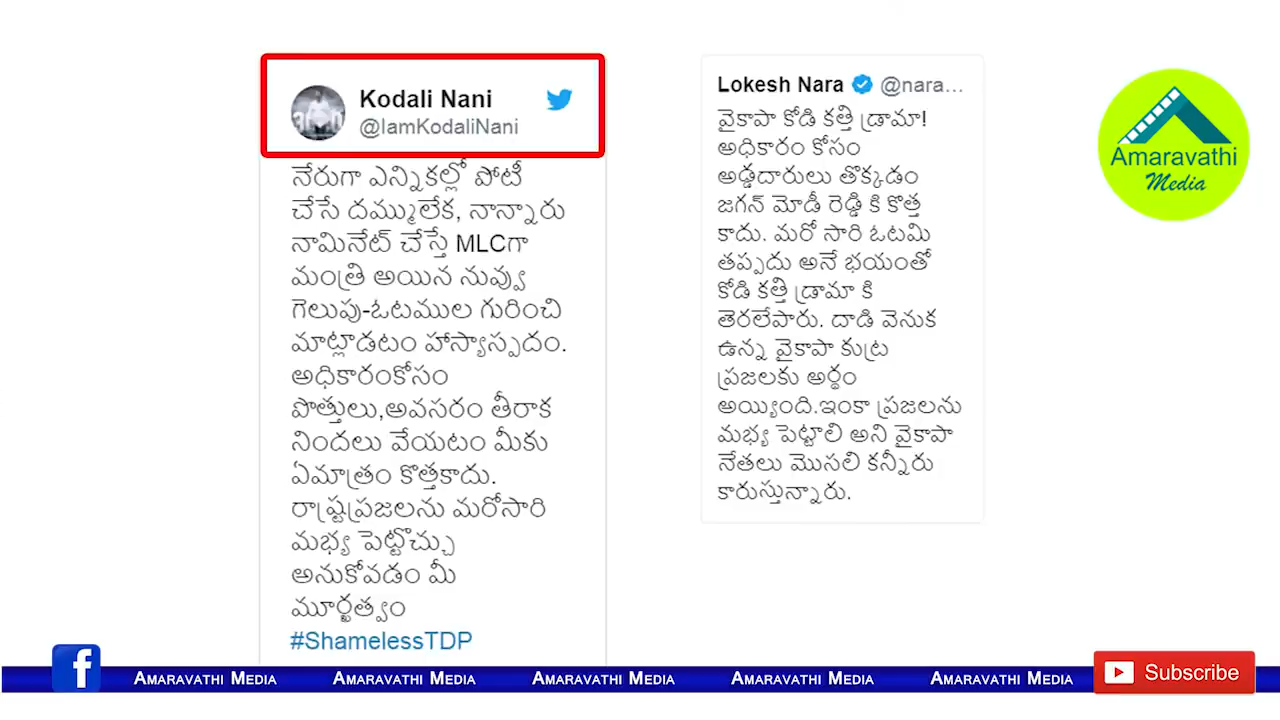 Kodali Nani
@IamKodaliNani
నేరుగా ఎన్నికల్లో పోటీ
చేసే దమ్ములేక, నాన్నారు
నామినేట్ చేస్తే MLCగా
మంత్రి అయిన నువ్వు
గెలుపు-ఓటముల గురించి
మాట్లాడటం హాస్యాస్పదం.
అధికారంకోసం
పొత్తులు,అవసరం తీరాక
నిందలు వేయటం మీకు
ఏమాత్రం కొత్తకాదు.
రాష్ట్రప్రజలను మరోసారి
మభ్య పెట్టొచ్చు
అనుకోవడం మీ
మూర్ఖత్వం
#ShamelessTDP
Lokesh Nara @nara...
వైకాపా కోడి కత్తి డ్రామా!
అధికారం కోసం
అడ్డదారులు తొక్కడం
జగన్ మోడీ రెడ్డి కి కొత్త
కాదు. మరో సారి ఓటమి
తప్పదు అనే భయంతో
కోడి కత్తి డ్రామా కి
తెరలేపారు. దాడి వెనుక
ఉన్న వైకాపా కుట్ర
ప్రజలకు అర్థం
అయ్యింది.ఇంకా ప్రజలను
మభ్య పెట్టాలి అని వైకాపా
నేతలు మొసలి కన్నీరు
కారుస్తున్నారు.
Amaravathi
Media
f AMARAVATHI MEDIA AMARAVATHI MEDIA AMARAVATHI MEDIA AMARAVATHI MEDIA AMARAVATHI MEDIA Subscribe